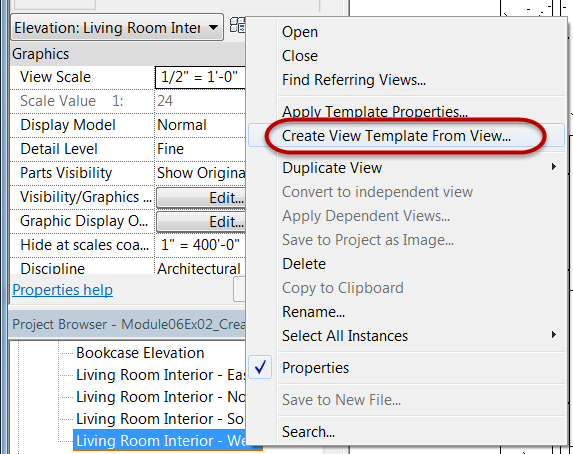 Elevation: Living Room Inter
Graphics
View Scale 1/2" = 1'-0"
Scale Value 1: 24
Display Model Normal
Detail Level Fine
Parts Visibility Show Origina
Visibility/Graphics ... Edit...
Graphic Display O... Edit...
Hide at scales coa... 1" = 400'-0"
Discipline Architectural
Properties help
Project Browser - Module06Ex02_Crea
Bookcase Elevation
Living Room Interior - Eas
Living Room Interior - No
Living Room Interior - So
Living Room Interior - We
Open
Close
Find Referring Views...
Apply Template Properties...
Create View Template From View...
Duplicate View
Convert to independent view
Apply Dependent Views...
Save to Project as Image...
Delete
Copy to Clipboard
Rename...
Select All Instances
Properties
Save to New File...
Search...